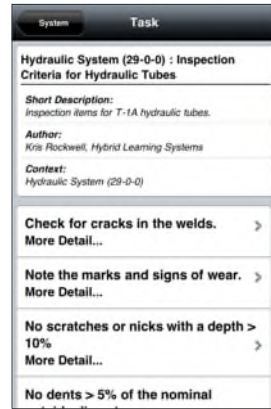 System
Task
Hydraulic System (29-0-0) : Inspection
Criteria for Hydraulic Tubes
Short Description:
Inspection items for T-1A hydraulic tubes.
Author:
Kris Rockwell, Hybrid Learning Systems
Context:
Hydraulic System (29-0-0)
Check for cracks in the welds.
More Detail...
Note the marks and signs of wear.
More Detail...
No scratches or nicks with a depth >
10%
More Detail...
No dents > 5% of the nominal